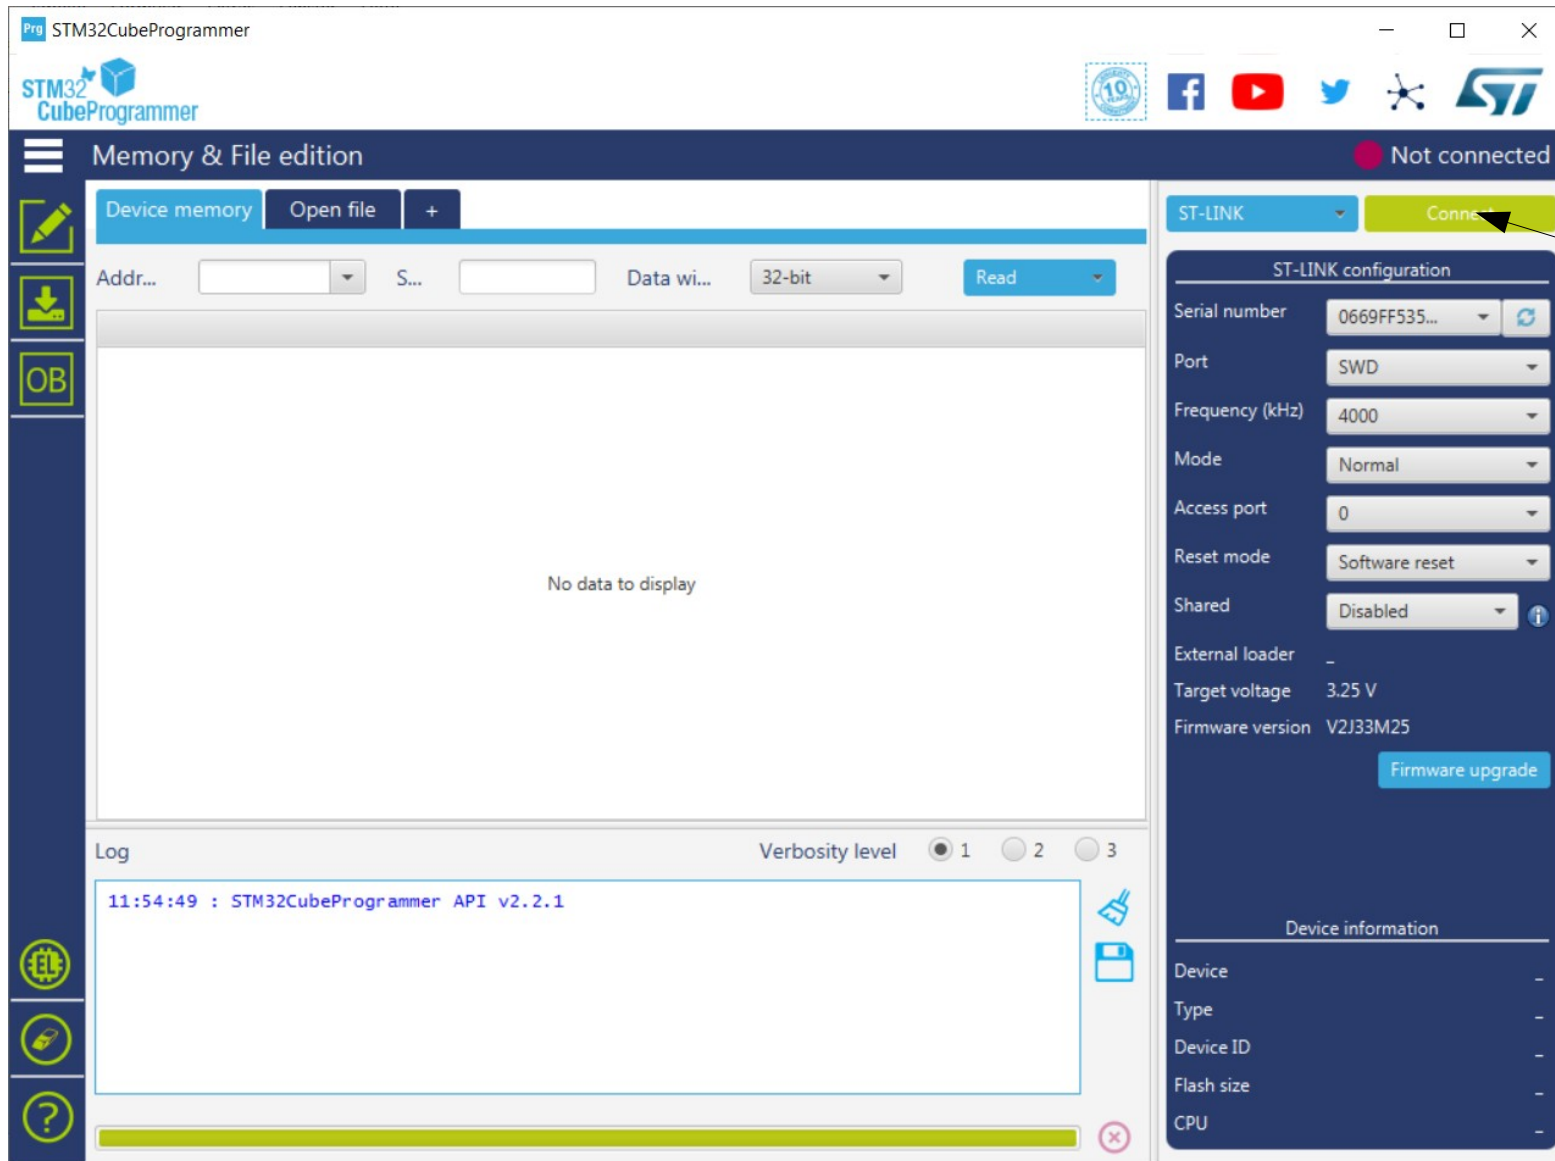 Prg STM32CubeProgrammer
STM32
CubeProgrammer
10
Memory & File edition
Not connected
Device memory
Open file
+
ST-LINK
Connect
Addr...
S...
Data wi...
32-bit
Read
ST-LINK configuration
Serial number
0669FF535...
Port
SWD
OB
Frequency (kHz)
4000
Mode
Normal
Access port
0
Reset mode
Software reset
No data to display
Shared
Disabled
External loader
_
Target voltage
3.25 V
Firmware version
V2J33M25
Firmware upgrade
Log
Verbosity level
1
2
3
11:54:49 : STM32CubeProgrammer API v2.2.1
Device information
EL
Device
_
Type
_
Device ID
_
Flash size
_
CPU
_